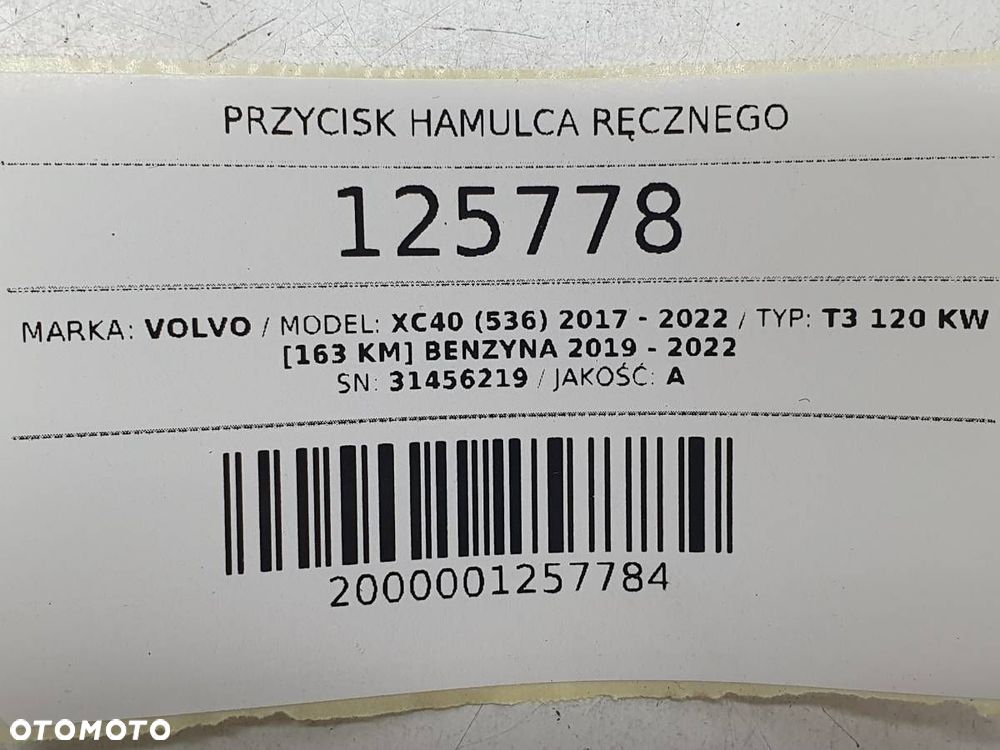 PRZYCISK HAMULCA RĘCZNEGO
125778
MARKA: VOLVO / MODEL: XC40 (536) 2017 - 2022 / TYP: T3 120 KW
[163 KM] BENZYNA 2019 - 2022
SN: 31456219 / JAKOŚĆ: A
2000001257784
OTOMOTO